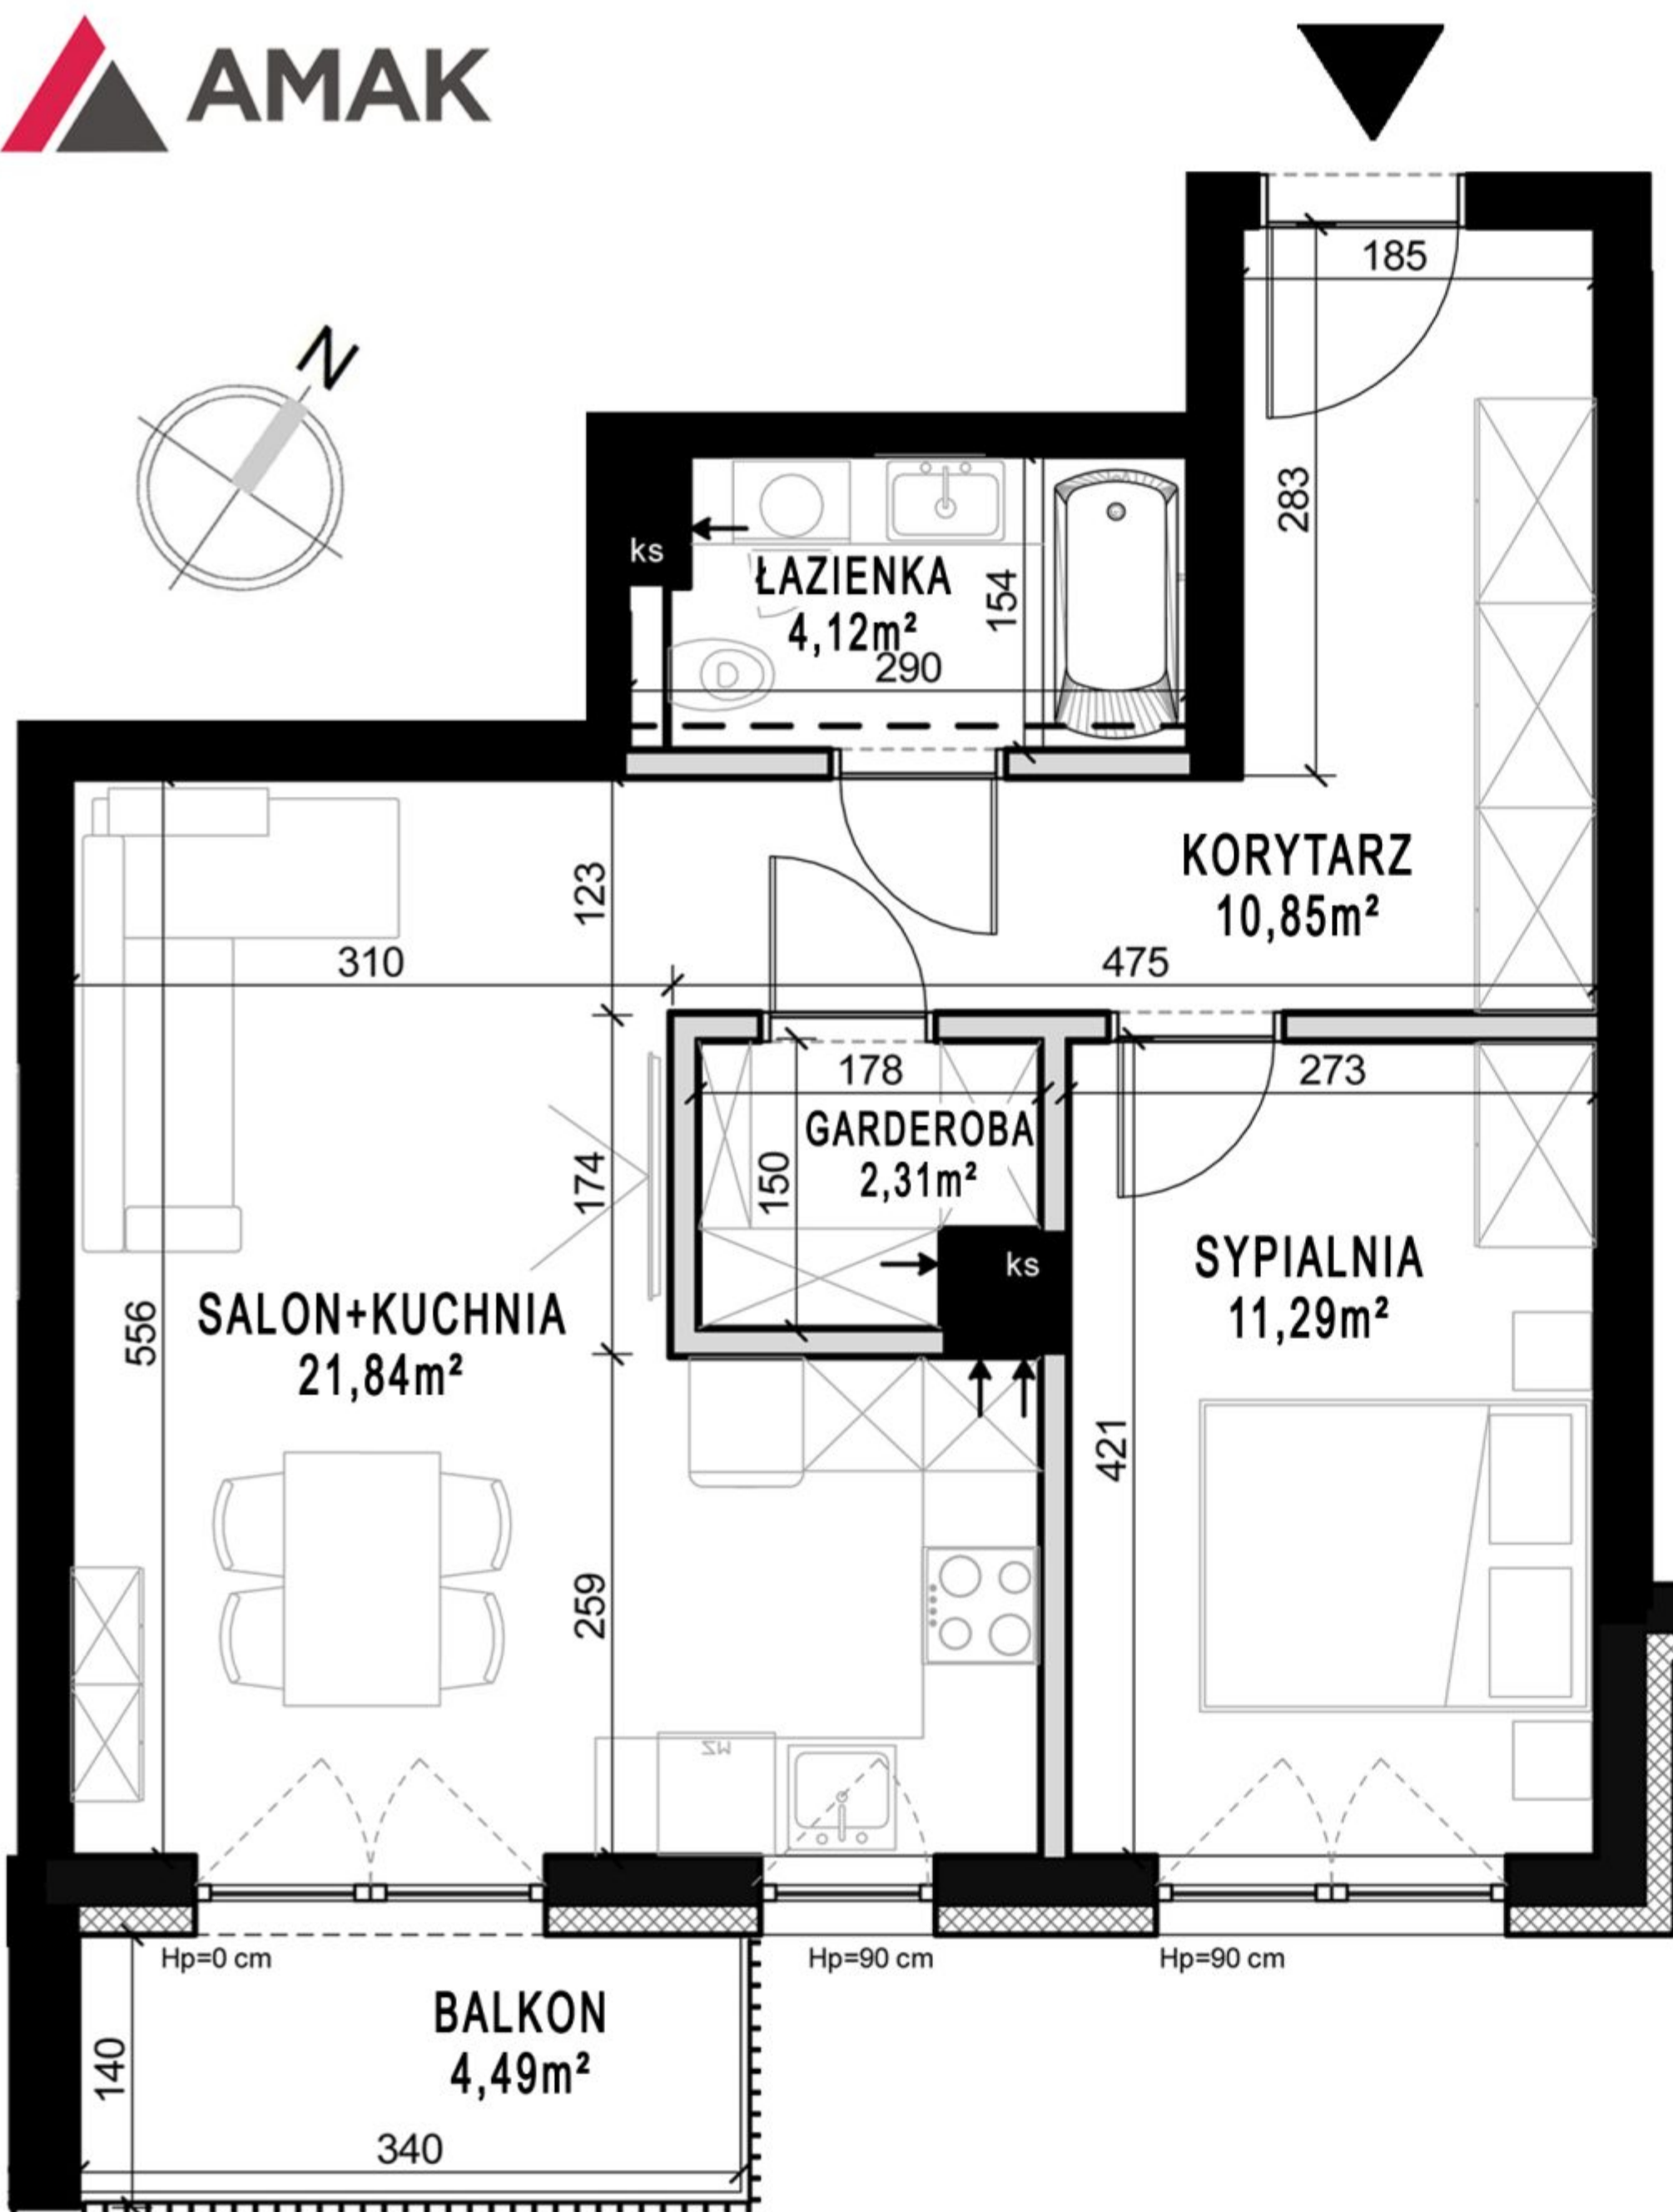 AMAK
N
185
283
ks
ŁAZIENKA
4,12m²
154
290
123
KORYTARZ
10,85m²
310
475
178
273
GARDEROBA
2,31m²
150
174
ks
SYPIALNIA
11,29m²
556
SALON+KUCHNIA
21,84m²
421
259
ZM
Hp=0 cm
Hp=90 cm
Hp=90 cm
BALKON
4,49m²
140
340